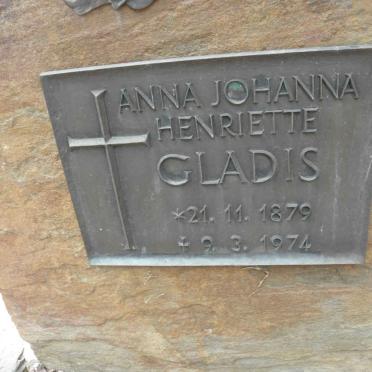 ANNA JOHANNA
HENRIETTE
GLADIS
*21. 11. 1879
† 9. 3. 1974